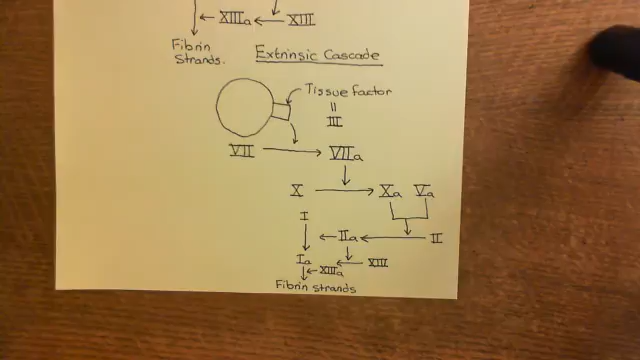 XIIIa XIII
Fibrin
Strands.
Extrinsic Cascade
Tissue factor
=
III
VII VIIa
X Xa Va
I
IIa II
Ia XIIIa XIII
Fibrin strands